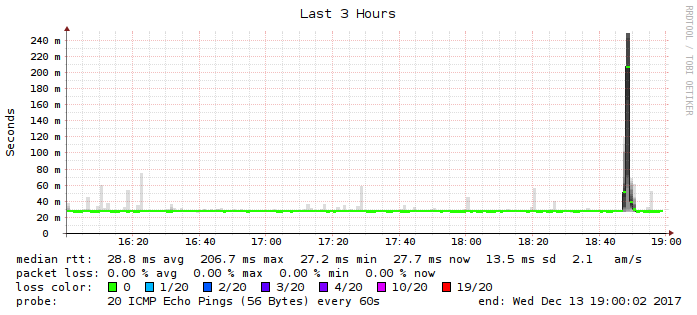 Last 3 Hours
RRDTOOL / TOBI OETIKER
Seconds
240 m
220 m
200 m
180 m
160 m
140 m
120 m
100 m
80 m
60 m
40 m
20 m
0
16:20 16:40 17:00 17:20 17:40 18:00 18:20 18:40 19:00
median rtt: 28.8 ms avg 206.7 ms max 27.2 ms min 27.7 ms now 13.5 ms sd 2.1 am/s
packet loss: 0.00 % avg 0.00 % max 0.00 % min 0.00 % now
loss color: 0 1/20 2/20 3/20 4/20 10/20 19/20
probe: 20 ICMP Echo Pings (56 Bytes) every 60s end: Wed Dec 13 19:00:02 2017